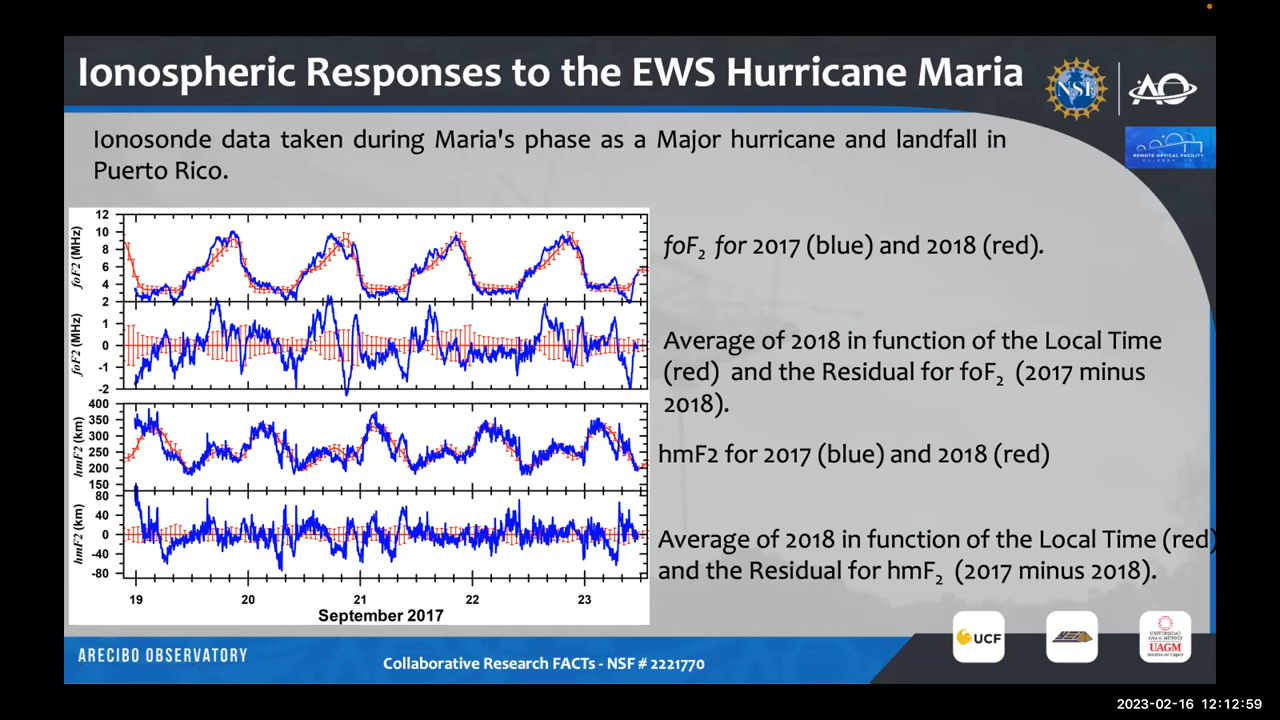 Ionospheric Responses to the EWS Hurricane Maria
NSF
AO
REMOTE OPTICAL FACILITY
Ionosonde data taken during Maria's phase as a Major hurricane and landfall in
Puerto Rico.
12
10
8
6
4
2
foF2 (MHz)
foF₂ for 2017 (blue) and 2018 (red).
1
0
-1
-2
foF2 (MHz)
Average of 2018 in function of the Local Time
(red) and the Residual for foF₂ (2017 minus
2018).
400
350
300
250
200
150
hmF2 (km)
hmF2 for 2017 (blue) and 2018 (red)
80
40
0
-40
-80
hmF2 (km)
Average of 2018 in function of the Local Time (red)
and the Residual for hmF₂ (2017 minus 2018).
19 20 21 22 23
September 2017
ARECIBO OBSERVATORY
Collaborative Research FACTs - NSF # 2221770
UCF
UNIVERSIDAD
ANA G. MÉNDEZ
UAGM
2023-02-16 12:12:59